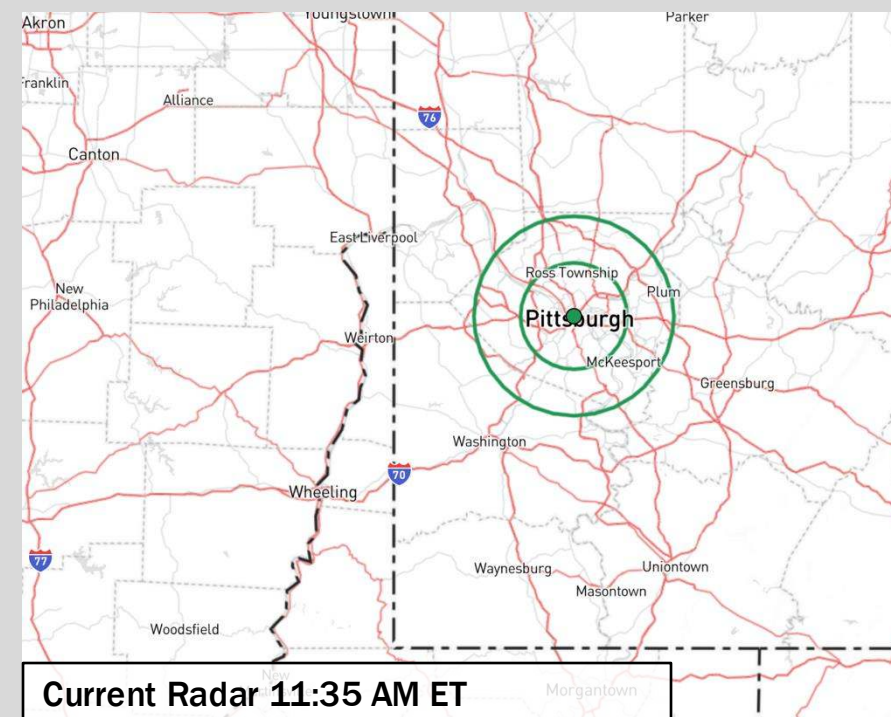 Youngstown
Parker
Akron
Franklin
Alliance
76
Canton
East Liverpool
Ross Township
New
Philadelphia
Plum
Pittsburgh
Weirton
McKeesport
Greensburg
Washington
70
Wheeling
77
Waynesburg
Uniontown
Masontown
Woodsfield
New
Morgantown
Current Radar 11:35 AM ET